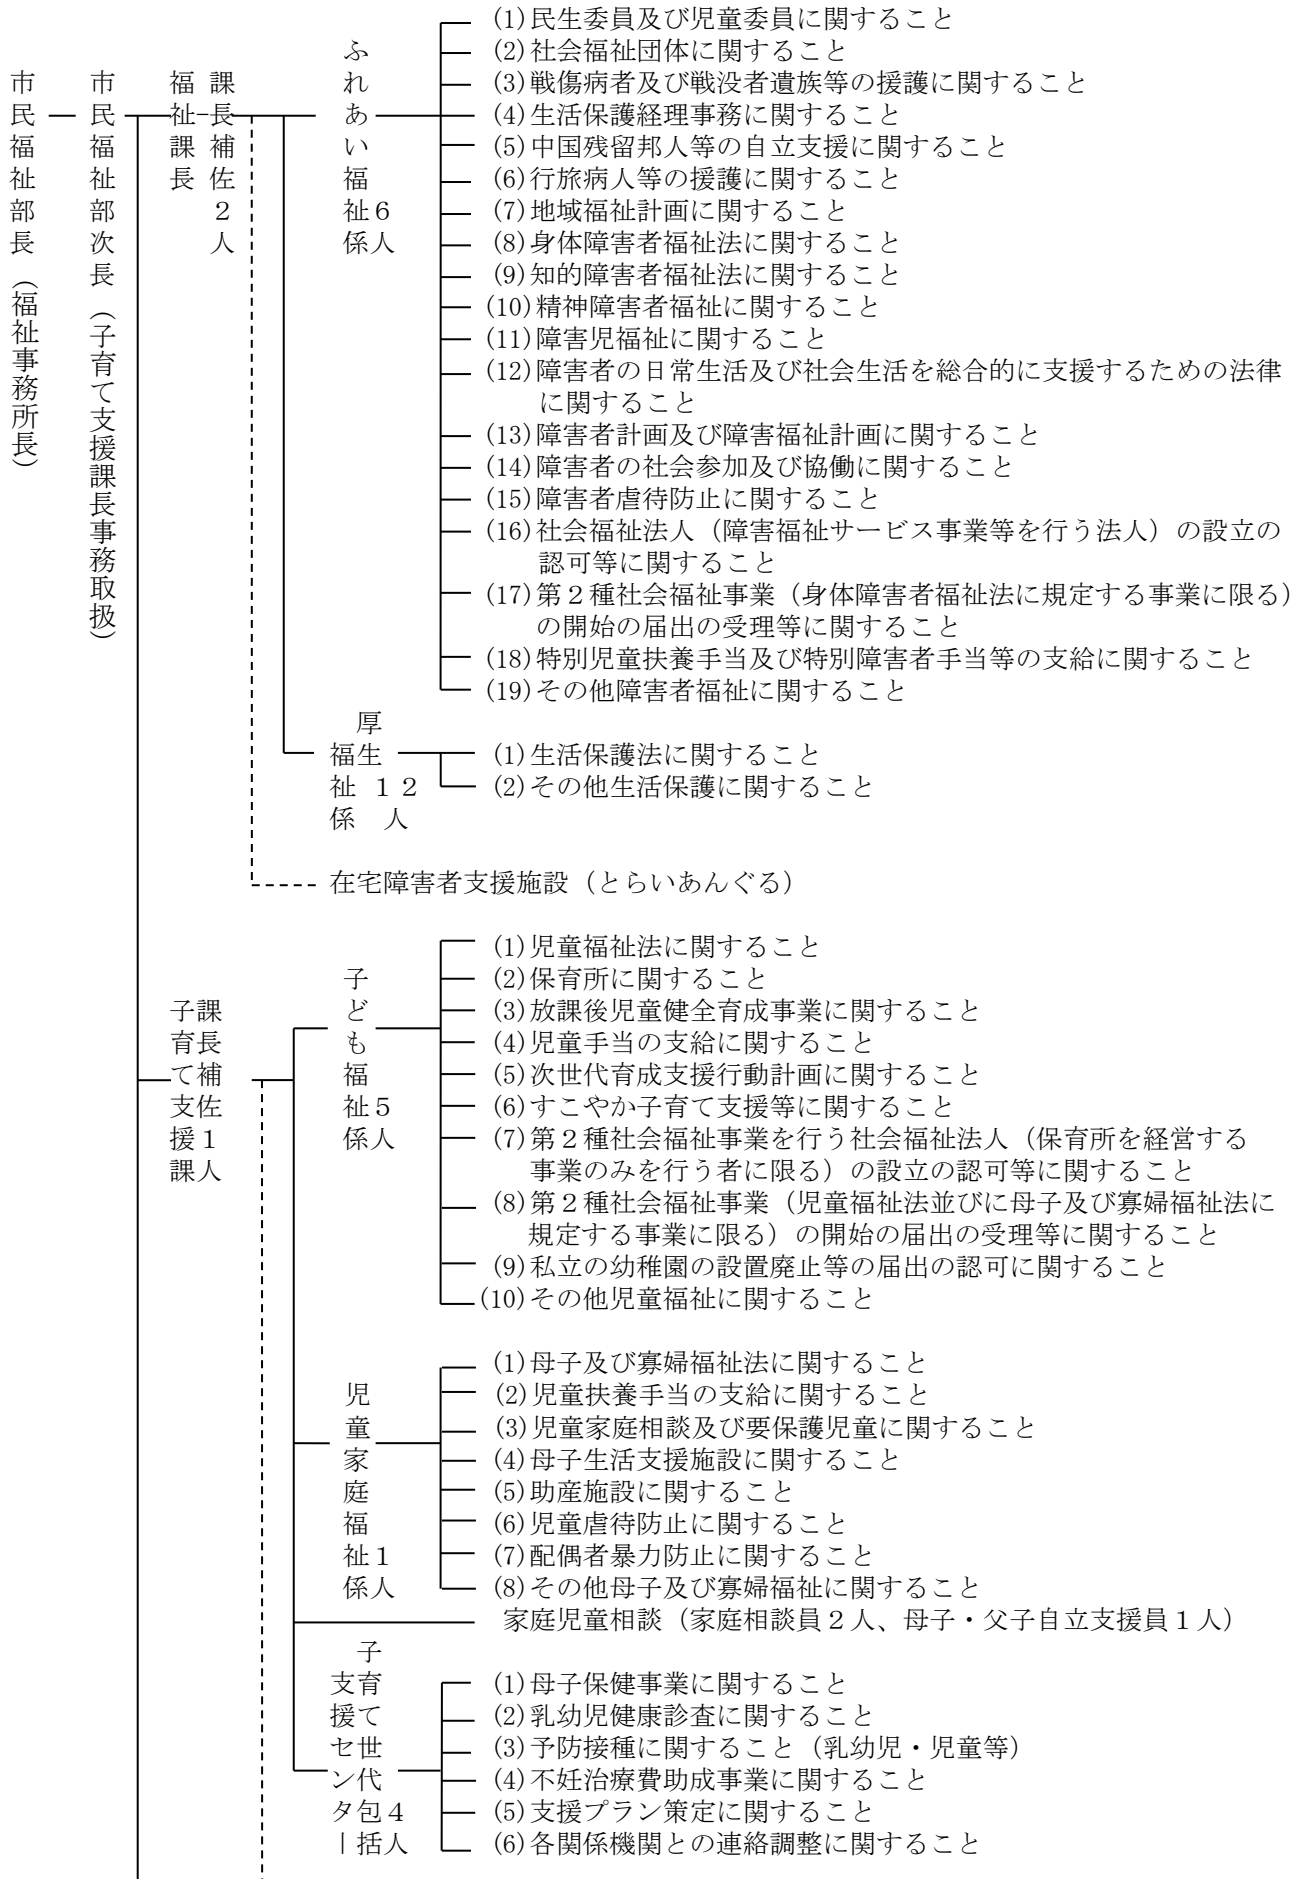 市民福祉部長（福祉事務所長）
市民福祉部次長（子育て支援課長事務取扱）
福祉課長
課長補佐２人
ふれあい福祉係
６人
(1)民生委員及び児童委員に関すること
(2)社会福祉団体に関すること
(3)戦傷病者及び戦没者遺族等の援護に関すること
(4)生活保護経理事務に関すること
(5)中国残留邦人等の自立支援に関すること
(6)行旅病人等の援護に関すること
(7)地域福祉計画に関すること
(8)身体障害者福祉法に関すること
(9)知的障害者福祉法に関すること
(10)精神障害者福祉に関すること
(11)障害児福祉に関すること
(12)障害者の日常生活及び社会生活を総合的に支援するための法律
に関すること
(13)障害者計画及び障害福祉計画に関すること
(14)障害者の社会参加及び協働に関すること
(15)障害者虐待防止に関すること
(16)社会福祉法人（障害福祉サービス事業等を行う法人）の設立の
認可等に関すること
(17)第２種社会福祉事業（身体障害者福祉法に規定する事業に限る）
の開始の届出の受理等に関すること
(18)特別児童扶養手当及び特別障害者手当等の支給に関すること
(19)その他障害者福祉に関すること
厚生
福祉係
１２人
(1)生活保護法に関すること
(2)その他生活保護に関すること
在宅障害者支援施設（とらいあんぐる）
子育て支援課
課長補佐１人
子ども福祉係
５人
(1)児童福祉法に関すること
(2)保育所に関すること
(3)放課後児童健全育成事業に関すること
(4)児童手当の支給に関すること
(5)次世代育成支援行動計画に関すること
(6)すこやか子育て支援等に関すること
(7)第２種社会福祉事業を行う社会福祉法人（保育所を経営する
事業のみを行う者に限る）の設立の認可等に関すること
(8)第２種社会福祉事業（児童福祉法並びに母子及び寡婦福祉法に
規定する事業に限る）の開始の届出の受理等に関すること
(9)私立の幼稚園の設置廃止等の届出の認可に関すること
(10)その他児童福祉に関すること
児童家庭福祉係
１人
(1)母子及び寡婦福祉法に関すること
(2)児童扶養手当の支給に関すること
(3)児童家庭相談及び要保護児童に関すること
(4)母子生活支援施設に関すること
(5)助産施設に関すること
(6)児童虐待防止に関すること
(7)配偶者暴力防止に関すること
(8)その他母子及び寡婦福祉に関すること
家庭児童相談（家庭相談員２人、母子・父子自立支援員１人）
子育て世代包括
支援センター
４人
(1)母子保健事業に関すること
(2)乳幼児健康診査に関すること
(3)予防接種に関すること（乳幼児・児童等）
(4)不妊治療費助成事業に関すること
(5)支援プラン策定に関すること
(6)各関係機関との連絡調整に関すること